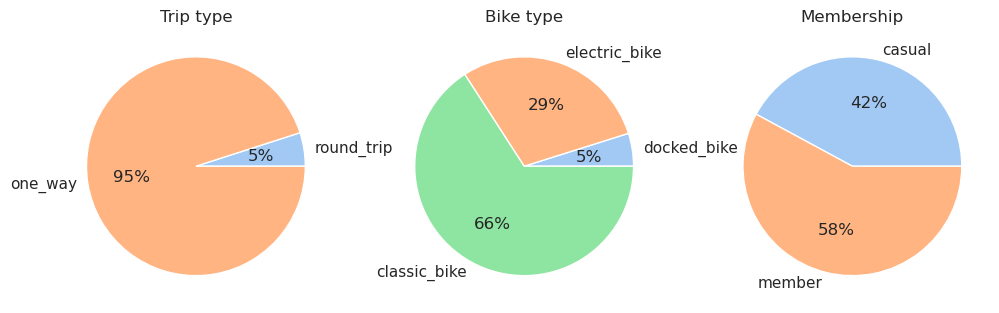 Trip type
round_trip
5%
95%
one_way
Bike type
electric_bike
29%
docked_bike
5%
66%
classic_bike
Membership
casual
42%
58%
member